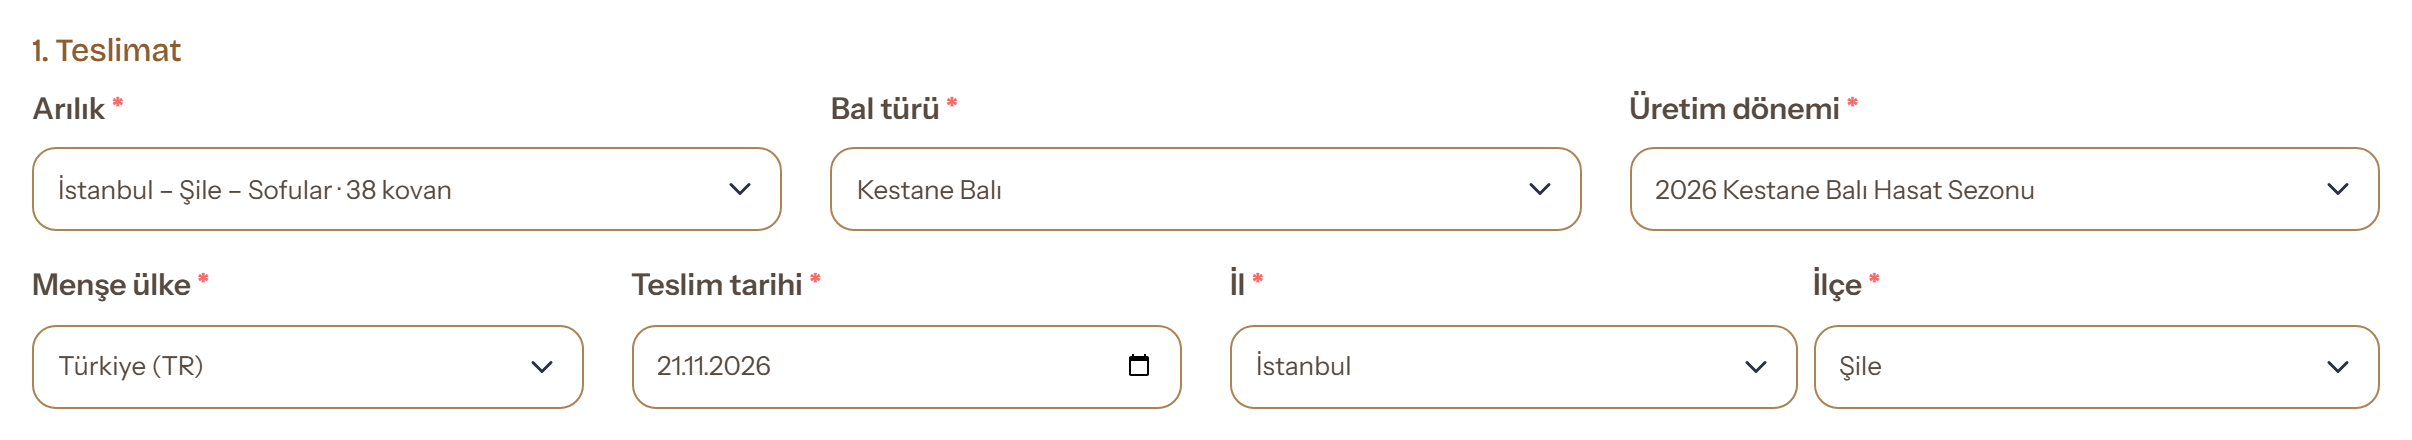 1. Teslimat
Arılık * Bal türü * Üretim dönemi *
İstanbul – Şile – Sofular · 38 kovan Kestane Balı 2026 Kestane Balı Hasat Sezonu
Menşe ülke * Teslim tarihi * İl * İlçe *
Türkiye (TR) 21.11.2026 İstanbul Şile